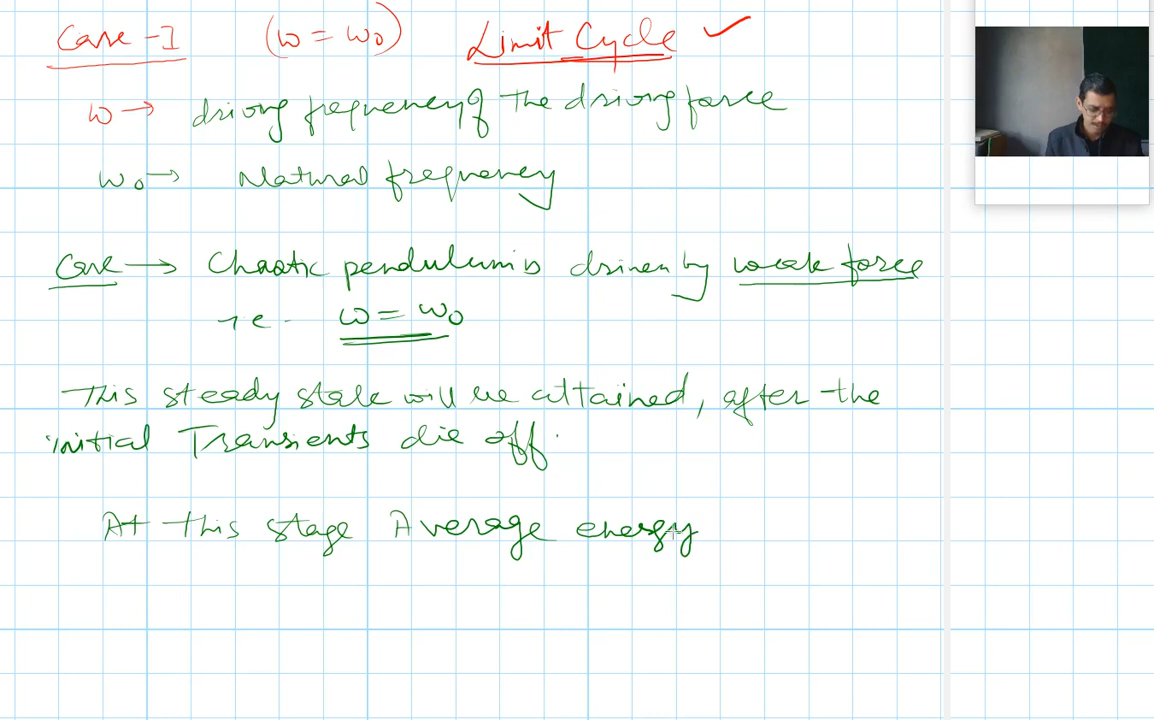 Case-I (ω = ω₀) Limit Cycle ✓
ω → driving frequency of the driving force
ω₀ → Natural frequency
Case → Chaotic pendulum is driven by weak force
i.e. ω = ω₀
This steady state will be attained, after the
initial Transients die off.
At this stage Average energy